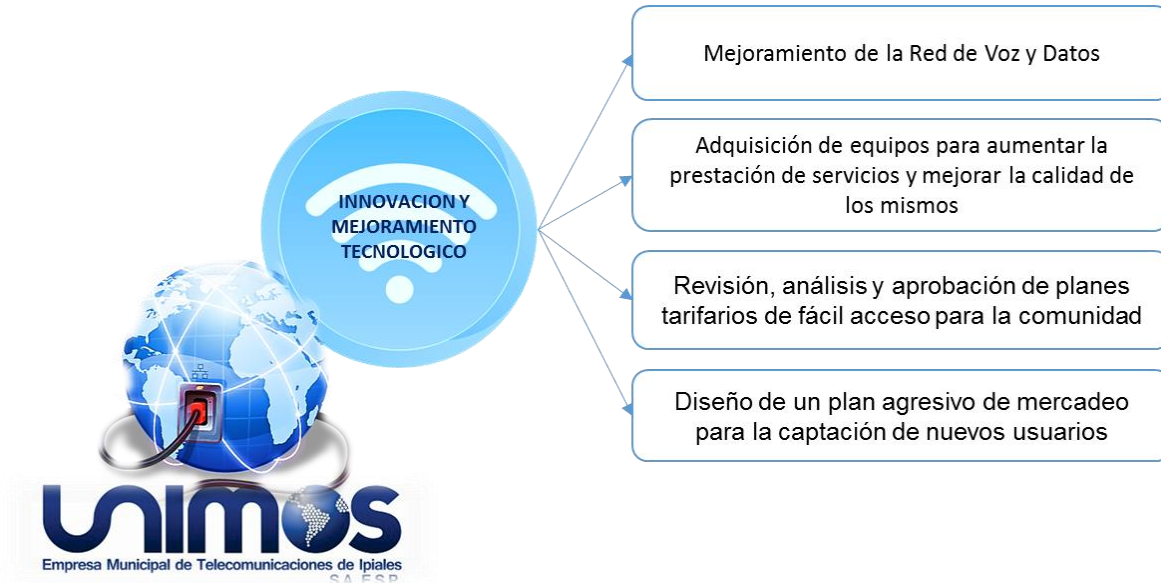 Mejoramiento de la Red de Voz y Datos
Adquisición de equipos para aumentar la
prestación de servicios y mejorar la calidad de
los mismos
INNOVACION Y
MEJORAMIENTO
TECNOLOGICO
Revisión, análisis y aprobación de planes
tarifarios de fácil acceso para la comunidad
Diseño de un plan agresivo de mercadeo
para la captación de nuevos usuarios
UNIMOS
Empresa Municipal de Telecomunicaciones de Ipiales
S.A E.S.P